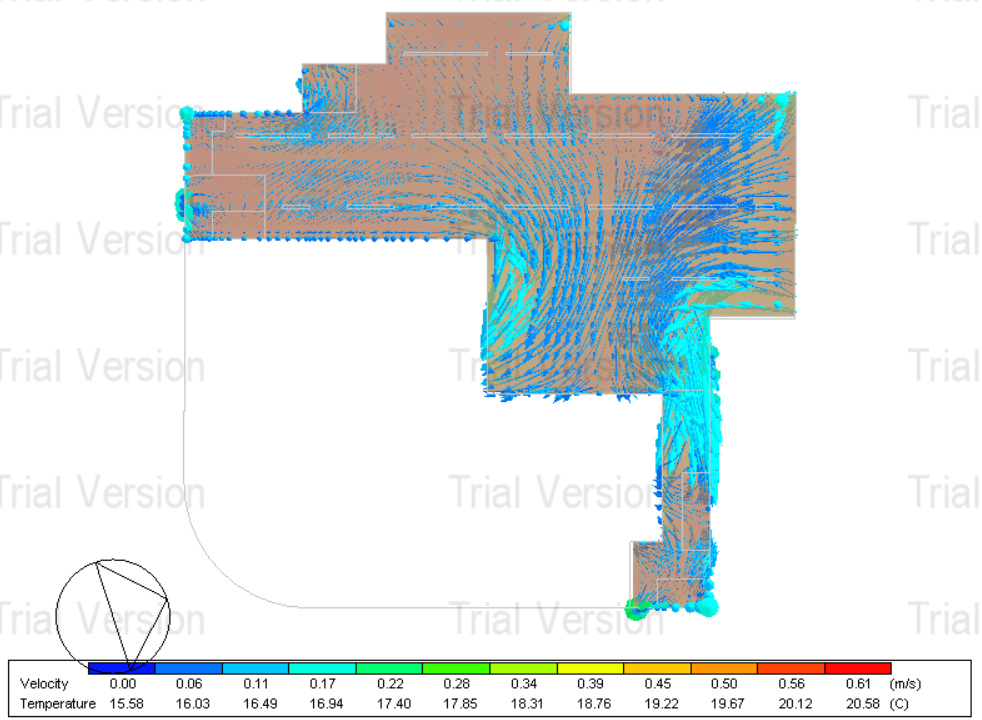 Trial Version Trial Version Trial
Trial Version Trial Version Trial
Trial Version Trial
Trial Version Trial Version Trial
Trial Version Trial Version Trial
Trial Version Trial Version Trial
Velocity 0.00 0.06 0.11 0.17 0.22 0.28 0.34 0.39 0.45 0.50 0.56 0.61 (m/s)
Temperature 15.58 16.03 16.49 16.94 17.40 17.85 18.31 18.76 19.22 19.67 20.12 20.58 (C)